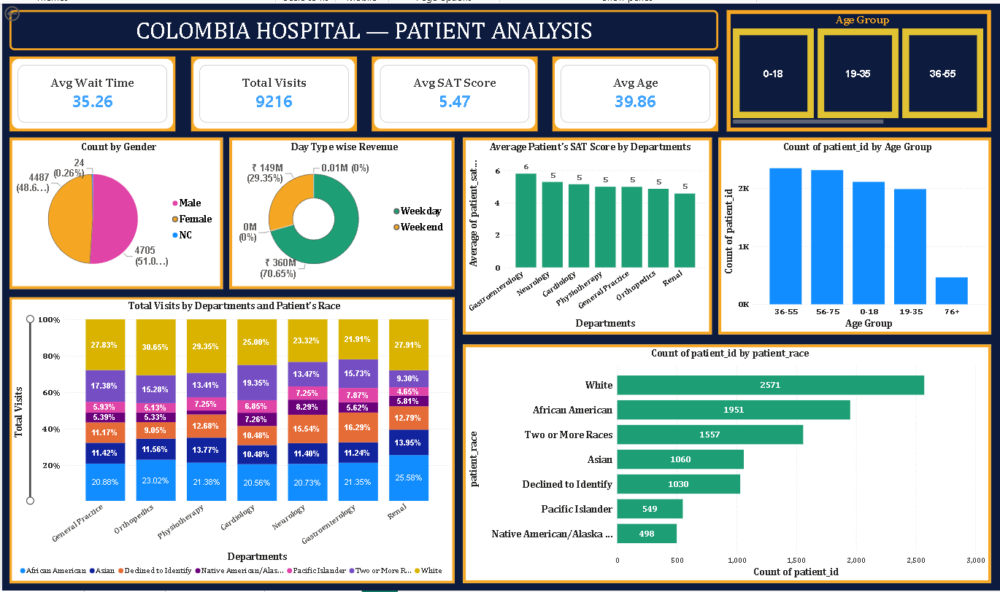 COLOMBIA HOSPITAL — PATIENT ANALYSIS
Age Group
0-18
19-35
36-55
Avg Wait Time
35.26
Total Visits
9216
Avg SAT Score
5.47
Avg Age
39.86
Count by Gender
24
(0.26%)
4487
(48.6...)
4705
(51.0...)
Male
Female
NC
Day Type wise Revenue
₹ 149M
(29.35%)
0.01M (0%)
0M
(0%)
₹ 360M
(70.65%)
Weekday
Weekend
Average Patient's SAT Score by Departments
Average of patient_sat...
6
4
2
0
6
5
5
5
5
5
5
Gastroenterology
Neurology
Cardiology
Physiotherapy
General Practice
Orthopedics
Renal
Departments
Count of patient_id by Age Group
Count of patient_id
2K
1K
0K
36-55
56-75
0-18
19-35
76+
Age Group
Total Visits by Departments and Patient's Race
Total Visits
100%
80%
60%
40%
20%
27.83%
17.38%
5.93%
5.39%
11.17%
11.42%
20.88%
30.65%
15.28%
5.13%
5.33%
9.05%
11.56%
23.02%
29.35%
13.41%
7.25%
12.68%
13.77%
21.38%
25.00%
19.35%
6.85%
7.26%
10.48%
10.48%
20.56%
23.32%
13.47%
7.25%
8.29%
15.54%
11.40%
20.73%
21.91%
15.73%
7.87%
5.62%
16.29%
11.24%
21.35%
27.91%
9.30%
4.65%
5.81%
12.79%
13.95%
25.58%
General Practice
Orthopedics
Physiotherapy
Cardiology
Neurology
Gastroenterology
Renal
Departments
African American
Asian
Declined to Identify
Native American/Alas...
Pacific Islander
Two or More R...
White
Count of patient_id by patient_race
patient_race
White
2571
African American
1951
Two or More Races
1557
Asian
1060
Declined to Identify
1030
Pacific Islander
549
Native American/Alaska ...
498
0
500
1,000
1,500
2,000
2,500
3,000
Count of patient_id